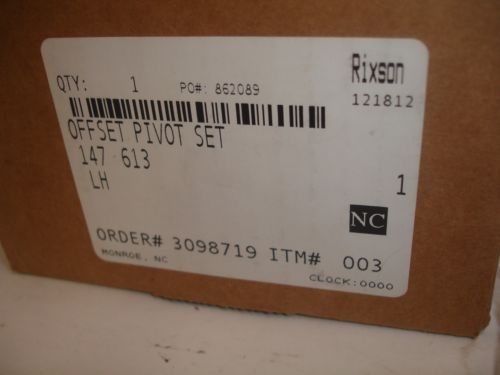 Rixson
QTY: 1 PO#: 862089
121812
OFFSET PIVOT SET
147 613
LH
1
NC
ORDER# 3098719 ITM# 003
MONROE, NC
CLOCK:0000